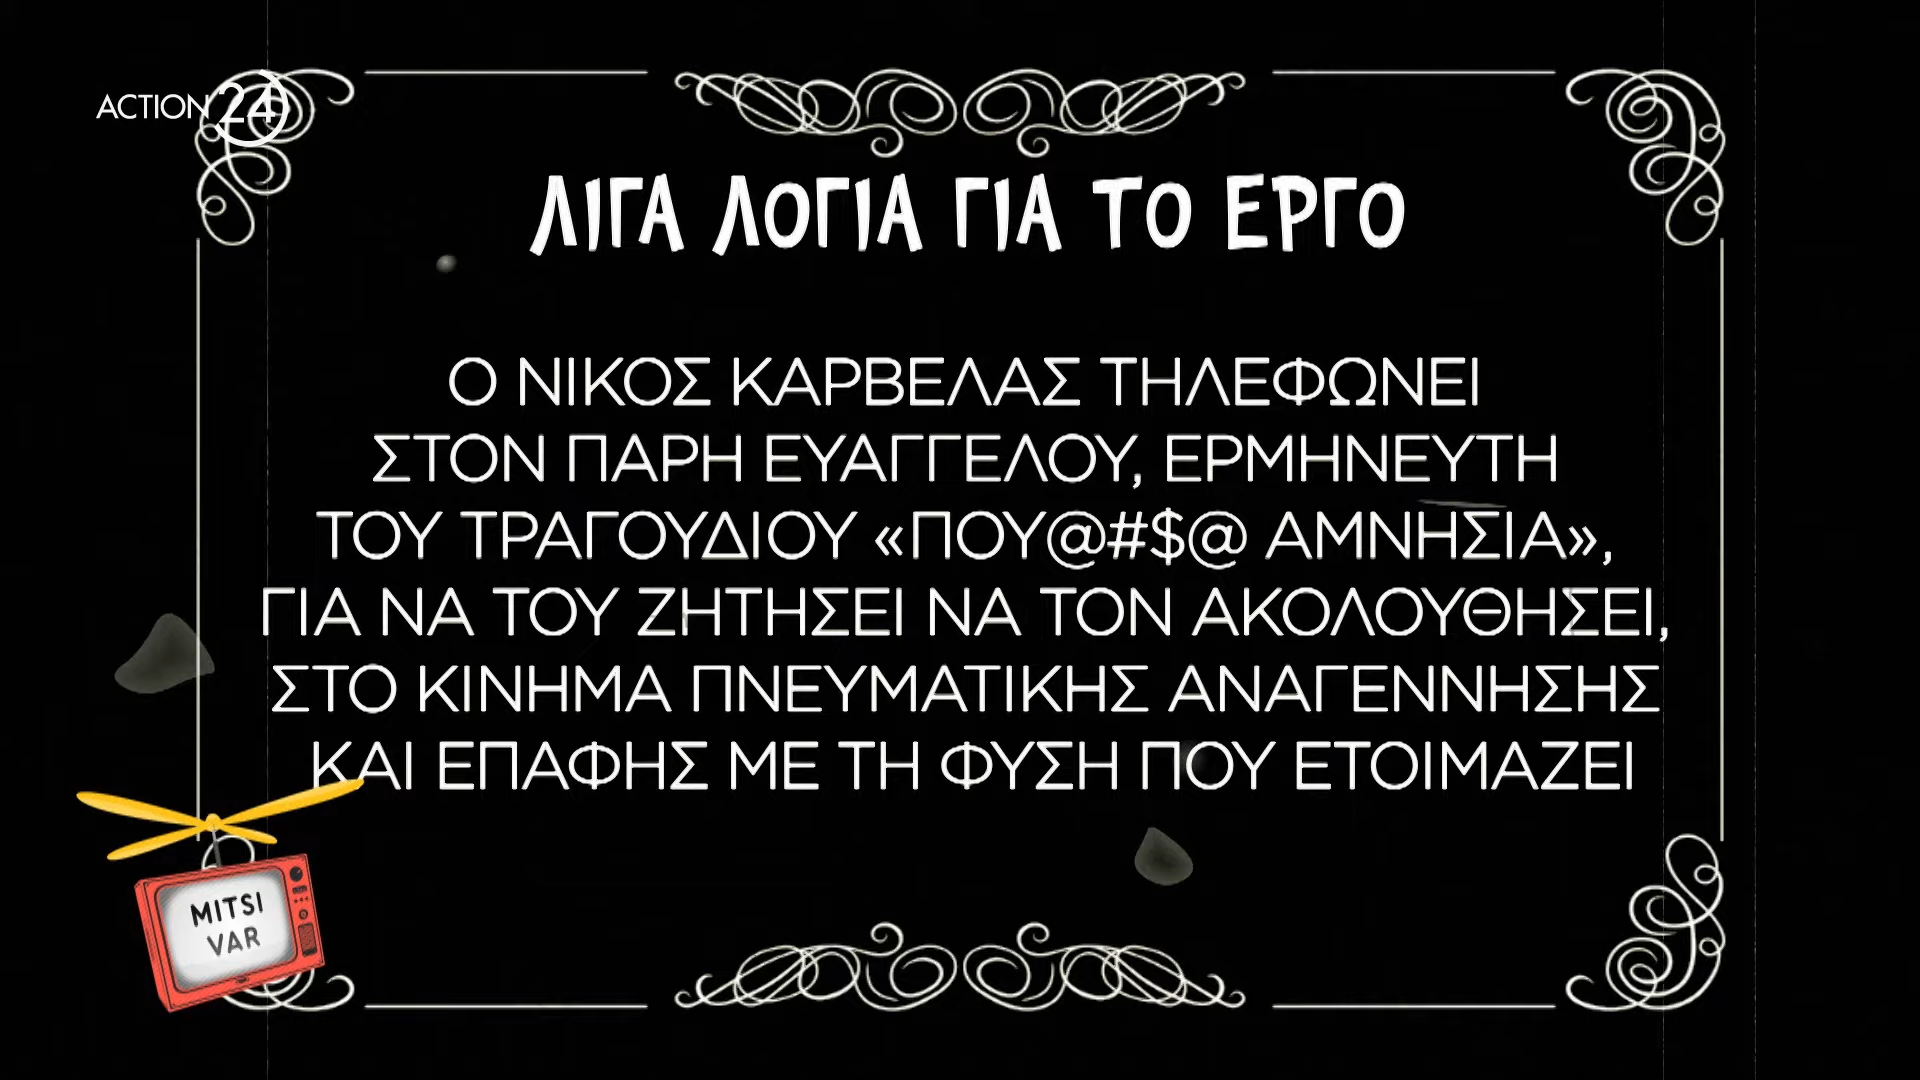 ACTION 24
ΛΙΓΑ ΛΟΓΙΑ ΓΙΑ ΤΟ ΕΡΓΟ
Ο ΝΙΚΟΣ ΚΑΡΒΕΛΑΣ ΤΗΛΕΦΩΝΕΙ
ΣΤΟΝ ΠΑΡΗ ΕΥΑΓΓΕΛΟΥ, ΕΡΜΗΝΕΥΤΗ
ΤΟΥ ΤΡΑΓΟΥΔΙΟΥ «ΠΟΥ@#$@ ΑΜΝΗΣΙΑ»,
ΓΙΑ ΝΑ ΤΟΥ ΖΗΤΗΣΕΙ ΝΑ ΤΟΝ ΑΚΟΛΟΥΘΗΣΕΙ,
ΣΤΟ ΚΙΝΗΜΑ ΠΝΕΥΜΑΤΙΚΗΣ ΑΝΑΓΕΝΝΗΣΗΣ
ΚΑΙ ΕΠΑΦΗΣ ΜΕ ΤΗ ΦΥΣΗ ΠΟΥ ΕΤΟΙΜΑΖΕΙ
MITSI
VAR